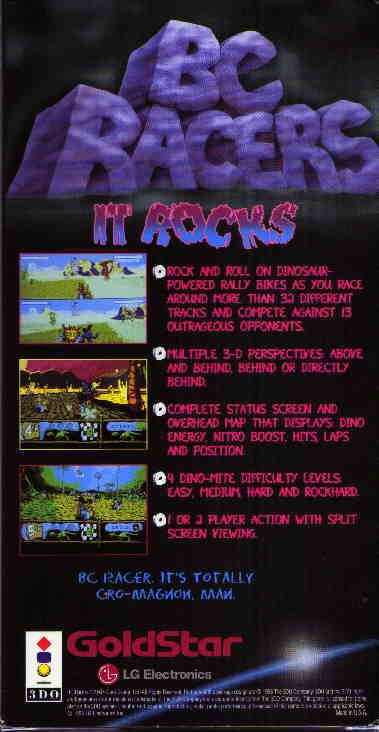 BC
RACERS
IT ROCKS
ROCK AND ROLL ON DINOSAUR-
POWERED RALLY BIKES AS YOU RACE
AROUND MORE THAN 32 DIFFERENT
TRACKS AND COMPETE AGAINST 13
OUTRAGEOUS OPPONENTS.
MULTIPLE 3-D PERSPECTIVES: ABOVE
AND BEHIND, BEHIND OR DIRECTLY
BEHIND.
COMPLETE STATUS SCREEN AND
OVERHEAD MAP THAT DISPLAYS DINO
ENERGY, NITRO BOOST, HITS, LAPS
AND POSITION.
4 DINO-MITE DIFFICULTY LEVELS:
EASY, MEDIUM, HARD AND ROCKHARD.
1 OR 2 PLAYER ACTION WITH SPLIT
SCREEN VIEWING.
BC RACER. IT'S TOTALLY
CRO-MAGNON, MAN.
GoldStar
LG Electronics
3DO
Made in U.S.A.